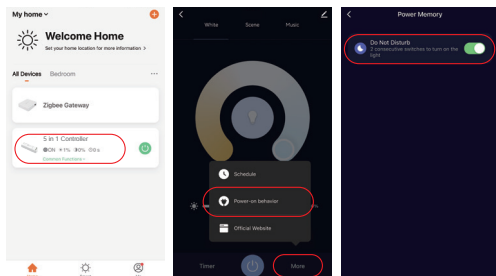 My home
Welcome Home
Set your home location for more information >
All Devices Bedroom
Zigbee Gateway
5 in 1 Controller
Common Functions
White Scene Music
Schedule
Power-on behavior
Official Website
Timer
More
Power Memory
Do Not Disturb
2 consecutive switches to turn on the
light